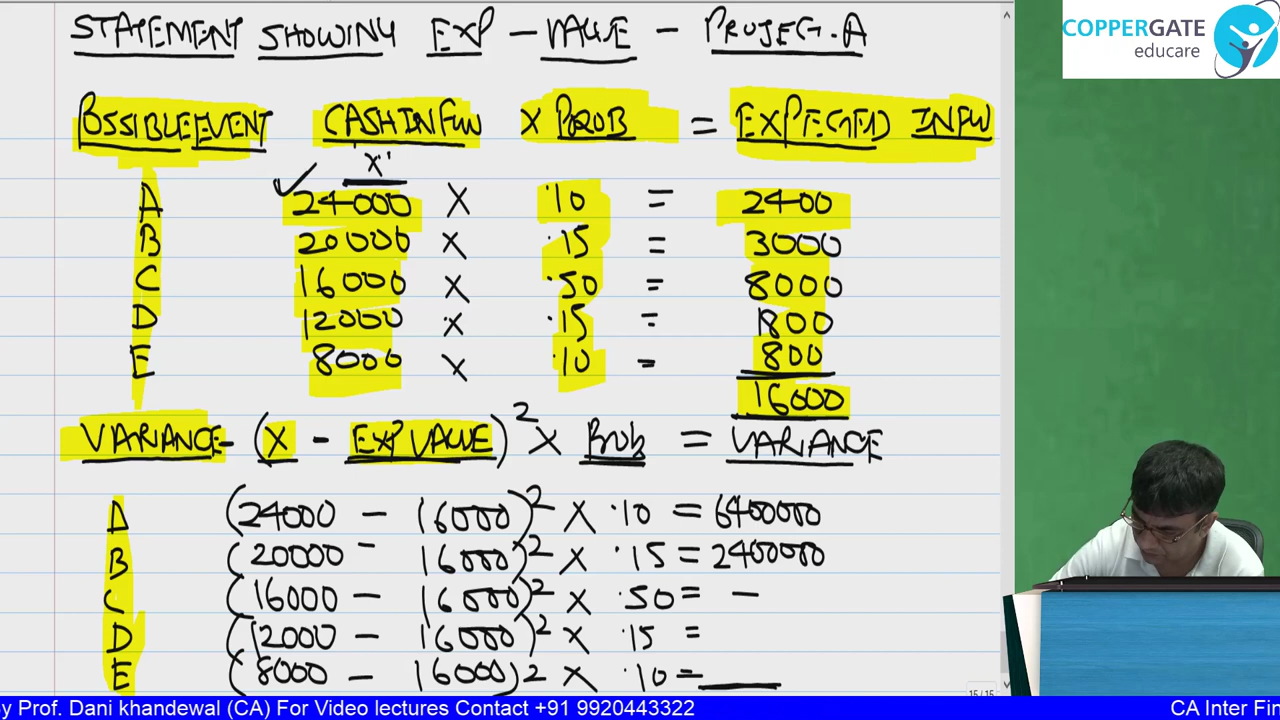 STATEMENT SHOWING EXP - VALUE - PROJECT. A
COPPERGATE
educare
POSSIBLE EVENT CASH INFLOW X PROB = EXPECTED INFLOW
X'
A 24000 X .10 = 2400
B 20000 X .15 = 3000
C 16000 X .50 = 8000
D 12000 X .15 = 1800
E 8000 X .10 = 800
16000
VARIANCE - (X - EXP VALUE)² X Prob = VARIANCE
A (24000 - 16000)² X .10 = 6400000
B (20000 - 16000)² X .15 = 2400000
C (16000 - 16000)² X .50 = -
D (12000 - 16000)² X .15 =
E (8000 - 16000)2 X .10 =
15/15
y Prof. Dani khandewal (CA) For Video lectures Contact +91 9920443322 CA Inter Fin